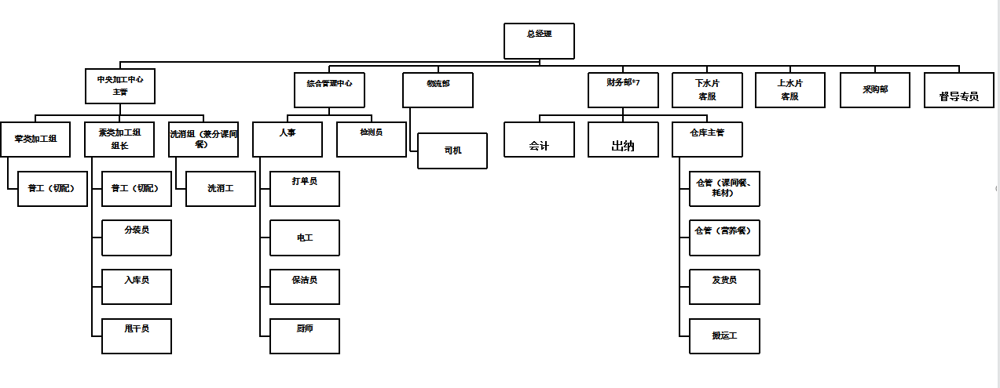 总经理
中央加工中心
主管
综合管理中心
物流部
财务部*7
下水片
客服
上水片
客服
采购部
督导专员
荤类加工组
素类加工组
组长
洗消组（兼分课间
餐）
人事
检测员
司机
会计
出纳
仓库主管
普工（切配）
普工（切配）
洗消工
打单员
仓管（课间餐、
耗材）
分装员
电工
仓管（营养餐）
入库员
保洁员
发货员
甩干员
厨师
搬运工